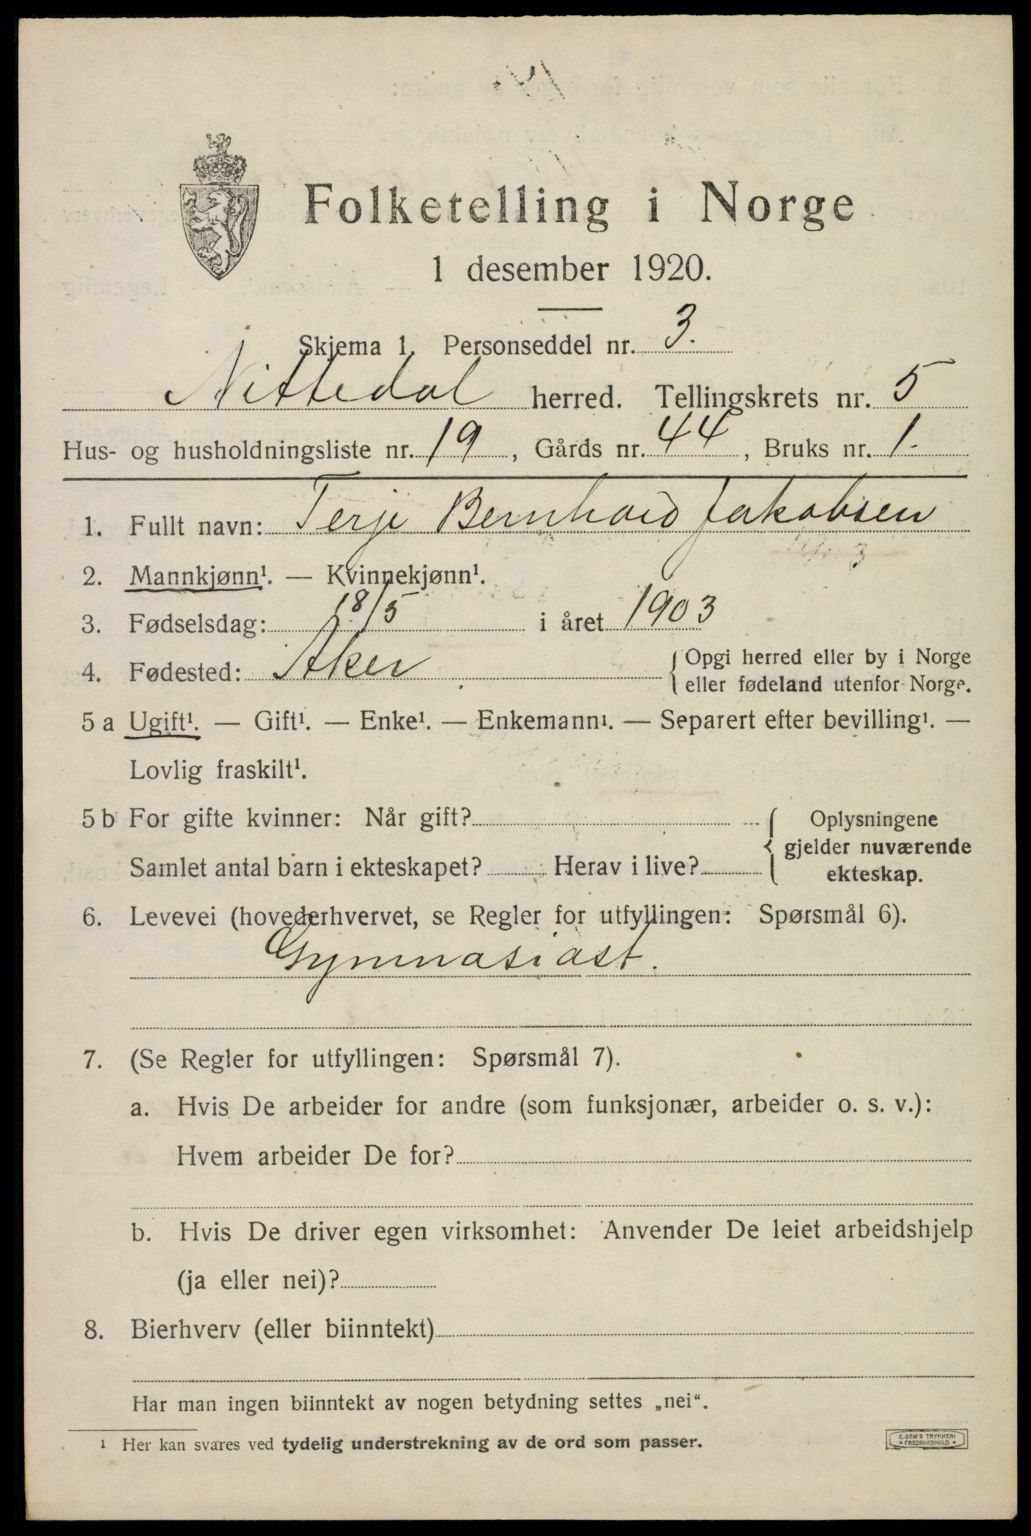 Folketelling i Norge
1 desember 1920.
Skjema 1. Personseddel nr. 3.
Nittedal herred. Tellingskrets nr. 5
Hus- og husholdningsliste nr. 19, Gårds nr. 44, Bruks nr. 1.
1. Fullt navn: Terje Bernhard Jakobsen
2. Mannkjønn¹. — Kvinnekjønn¹.
3. Fødselsdag: 18/5 i året 1903
4. Fødested: Aker { Opgi herred eller by i Norge
eller fødeland utenfor Norge.
5 a Ugift¹. — Gift¹. — Enke¹. — Enkemann¹. — Separert efter bevilling¹. —
Lovlig fraskilt¹.
5 b For gifte kvinner: Når gift? { Oplysningene
gjelder nuværende
Samlet antal barn i ekteskapet? Herav i live?
ekteskap.
6. Levevei (hovederhvervet, se Regler for utfyllingen: Spørsmål 6).
Gymnasiast.
7. (Se Regler for utfyllingen: Spørsmål 7).
a. Hvis De arbeider for andre (som funksjonær, arbeider o. s. v.):
Hvem arbeider De for?
b. Hvis De driver egen virksomhet: Anvender De leiet arbeidshjelp
(ja eller nei)?
8. Bierhverv (eller biinntekt)
Har man ingen biinntekt av nogen betydning settes „nei“.
¹ Her kan svares ved tydelig understrekning av de ord som passer.